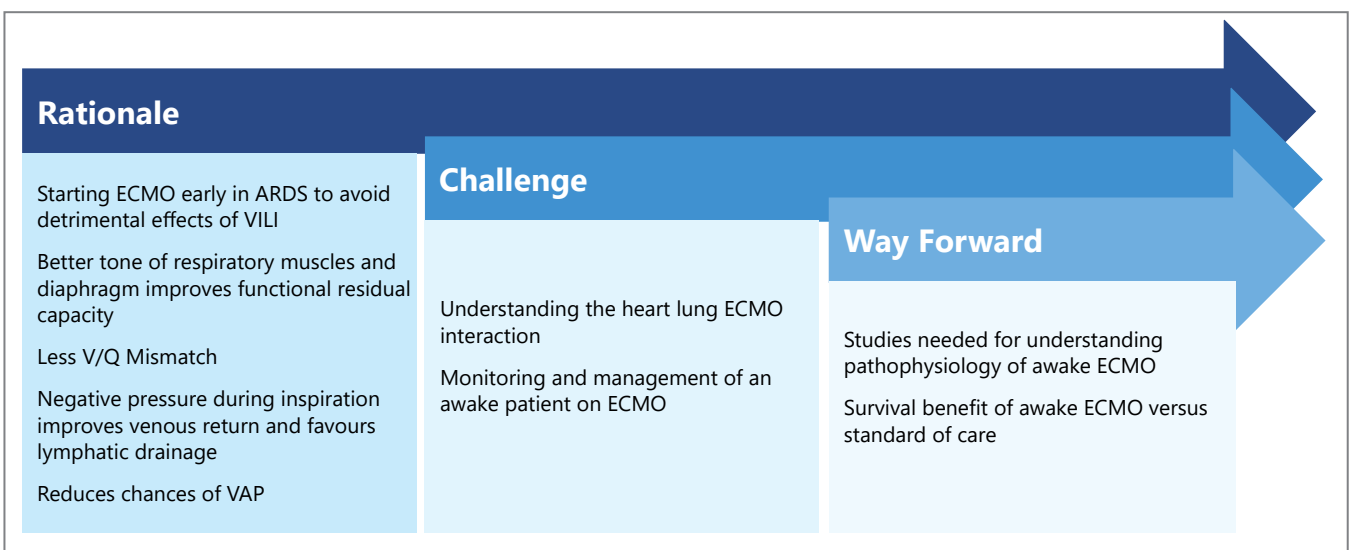 Rationale
Starting ECMO early in ARDS to avoid
detrimental effects of VILI
Better tone of respiratory muscles and
diaphragm improves functional residual
capacity
Less V/Q Mismatch
Negative pressure during inspiration
improves venous return and favours
lymphatic drainage
Reduces chances of VAP
Challenge
Understanding the heart lung ECMO
interaction
Monitoring and management of an
awake patient on ECMO
Way Forward
Studies needed for understanding
pathophysiology of awake ECMO
Survival benefit of awake ECMO versus
standard of care